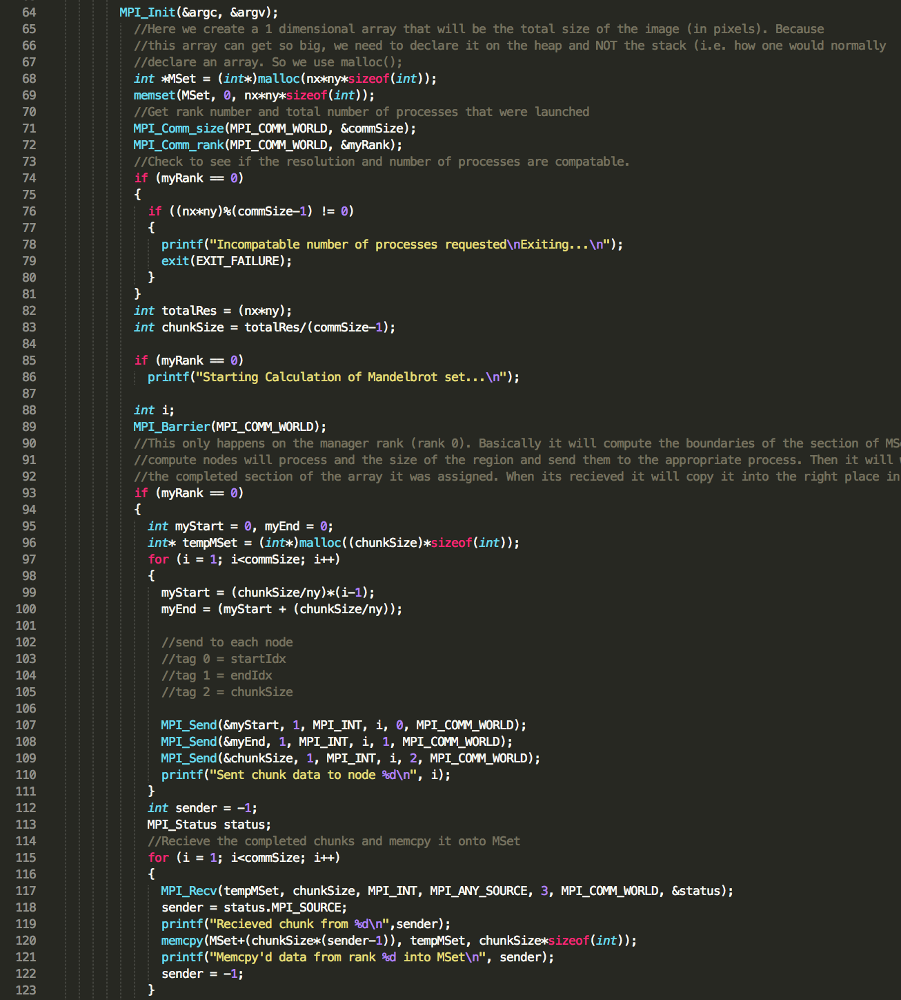 64 MPI_Init(&argc, &argv);
65 //Here we create a 1 dimensional array that will be the total size of the image (in pixels). Because
66 //this array can get so big, we need to declare it on the heap and NOT the stack (i.e. how one would normally
67 //declare an array. So we use malloc();
68 int *MSet = (int*)malloc(nx*ny*sizeof(int));
69 memset(MSet, 0, nx*ny*sizeof(int));
70 //Get rank number and total number of processes that were launched
71 MPI_Comm_size(MPI_COMM_WORLD, &commSize);
72 MPI_Comm_rank(MPI_COMM_WORLD, &myRank);
73 //Check to see if the resolution and number of processes are compatable.
74 if (myRank == 0)
75 {
76 if ((nx*ny)%(commSize-1) != 0)
77 {
78 printf("Incompatable number of processes requested\nExiting...\n");
79 exit(EXIT_FAILURE);
80 }
81 }
82 int totalRes = (nx*ny);
83 int chunkSize = totalRes/(commSize-1);
84
85 if (myRank == 0)
86 printf("Starting Calculation of Mandelbrot set...\n");
87
88 int i;
89 MPI_Barrier(MPI_COMM_WORLD);
90 //This only happens on the manager rank (rank 0). Basically it will compute the boundaries of the section of
91 //compute nodes will process and the size of the region and send them to the appropriate process. Then it will
92 //the completed section of the array it was assigned. When its recieved it will copy it into the right place in
93 if (myRank == 0)
94 {
95 int myStart = 0, myEnd = 0;
96 int* tempMSet = (int*)malloc((chunkSize)*sizeof(int));
97 for (i = 1; i<commSize; i++)
98 {
99 myStart = (chunkSize/ny)*(i-1);
100 myEnd = (myStart + (chunkSize/ny));
101
102 //send to each node
103 //tag 0 = startIdx
104 //tag 1 = endIdx
105 //tag 2 = chunkSize
106
107 MPI_Send(&myStart, 1, MPI_INT, i, 0, MPI_COMM_WORLD);
108 MPI_Send(&myEnd, 1, MPI_INT, i, 1, MPI_COMM_WORLD);
109 MPI_Send(&chunkSize, 1, MPI_INT, i, 2, MPI_COMM_WORLD);
110 printf("Sent chunk data to node %d\n", i);
111 }
112 int sender = -1;
113 MPI_Status status;
114 //Recieve the completed chunks and memcpy it onto MSet
115 for (i = 1; i<commSize; i++)
116 {
117 MPI_Recv(tempMSet, chunkSize, MPI_INT, MPI_ANY_SOURCE, 3, MPI_COMM_WORLD, &status);
118 sender = status.MPI_SOURCE;
119 printf("Recieved chunk from %d\n",sender);
120 memcpy(MSet+(chunkSize*(sender-1)), tempMSet, chunkSize*sizeof(int));
121 printf("Memcpy'd data from rank %d into MSet\n", sender);
122 sender = -1;
123 }